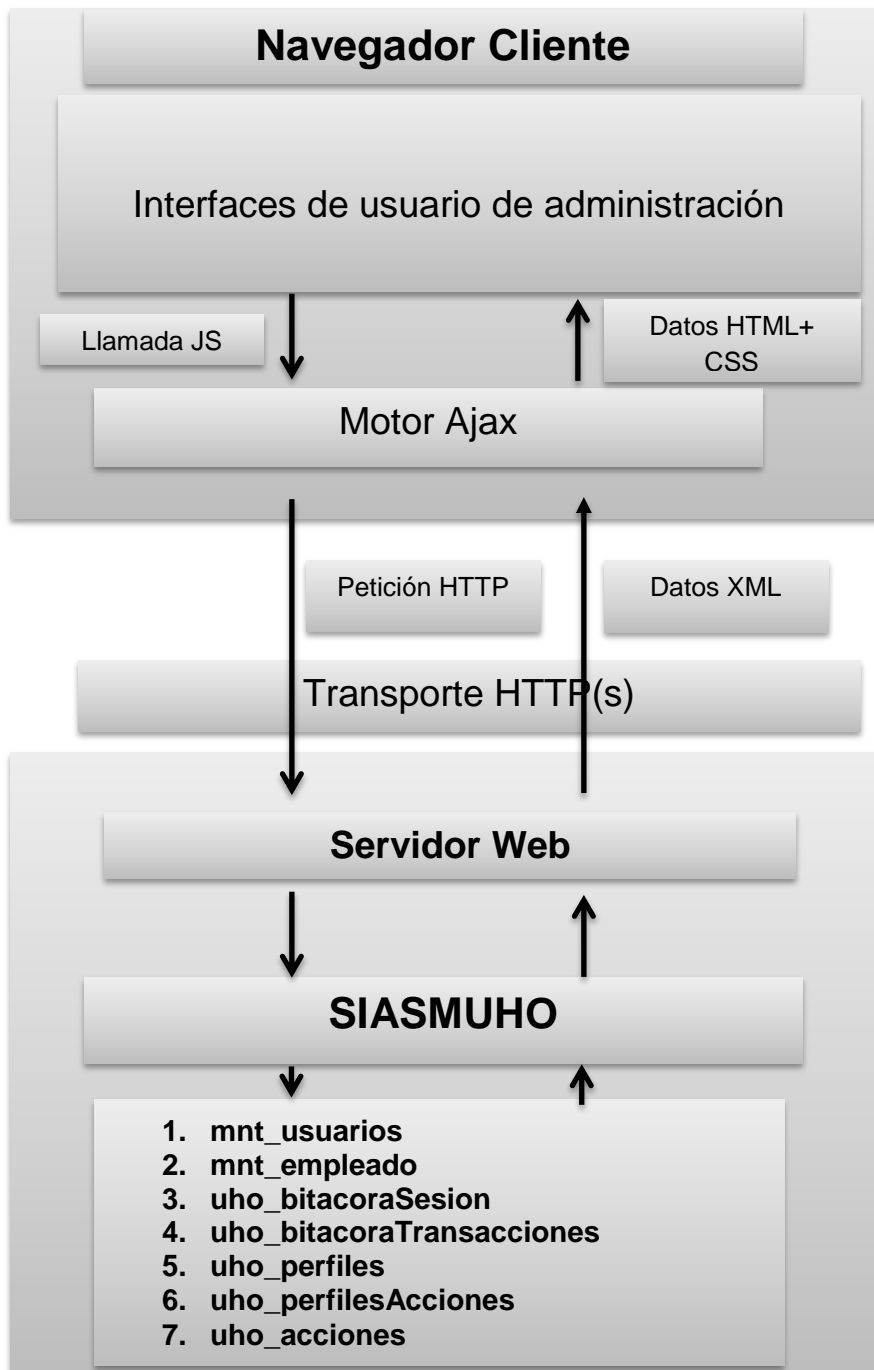 Navegador Cliente
Interfaces de usuario de administración
Llamada JS
Datos HTML+
CSS
Motor Ajax
Petición HTTP
Datos XML
Transporte HTTP(s)
Servidor Web
SIASMUHO
1. mnt_usuarios
2. mnt_empleado
3. uho_bitacoraSesion
4. uho_bitacoraTransacciones
5. uho_perfiles
6. uho_perfilesAcciones
7. uho_acciones